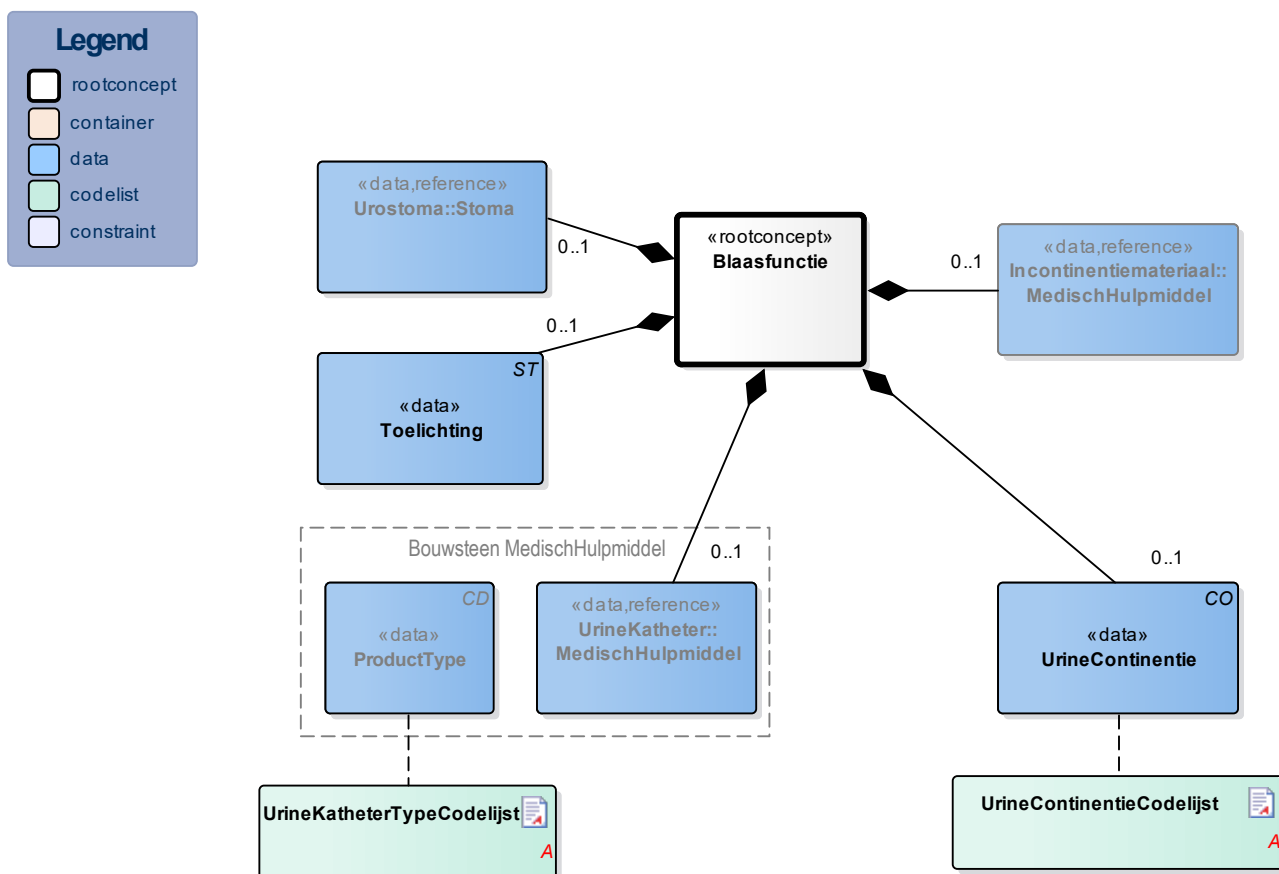 Legend
rootconcept
container
data
codelist
constraint
«data,reference»
Urostoma::Stoma
0..1
«rootconcept»
Blaasfunctie
0..1
«data,reference»
Incontinentiemateriaal::
MedischHulpmiddel
0..1
ST
«data»
Toelichting
Bouwsteen MedischHulpmiddel
0..1
CD
«data»
ProductType
«data,reference»
UrineKatheter::
MedischHulpmiddel
0..1
CO
«data»
UrineContinentie
UrineKatheterTypeCodelijst
A
UrineContinentieCodelijst
A